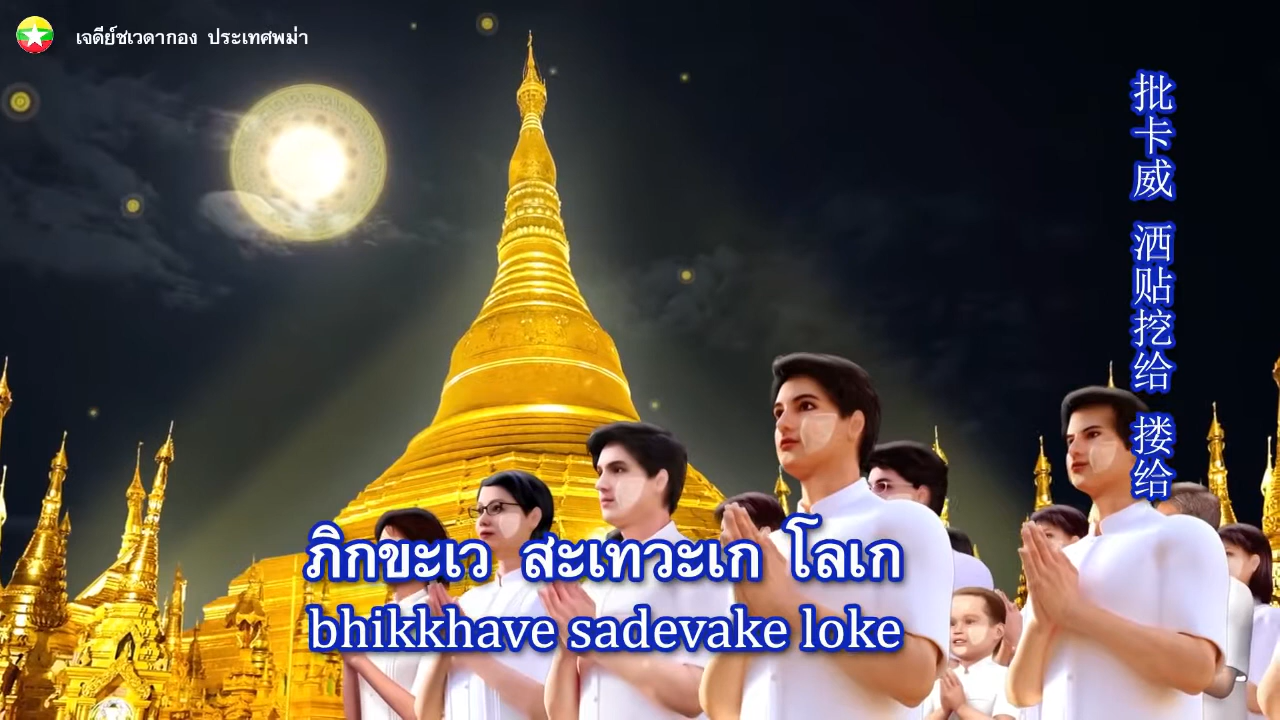 เจดีย์ชเวดากอง ประเทศพม่า
批卡威 洒贴挖给 搂给
ภิกขะเว สะเทวะเก โลเก
bhikkhave sadevake loke